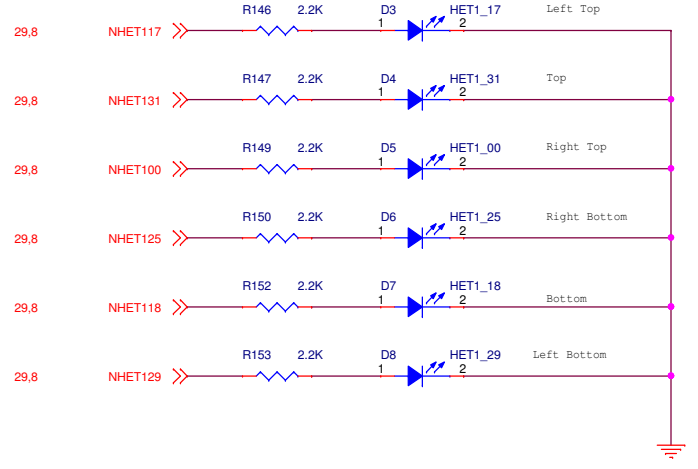 R146 2.2K D3 HET1_17 Left Top
29,8 NHET117 1 2
R147 2.2K D4 HET1_31 Top
29,8 NHET131 1 2
R149 2.2K D5 HET1_00 Right Top
29,8 NHET100 1 2
R150 2.2K D6 HET1_25 Right Bottom
29,8 NHET125 1 2
R152 2.2K D7 HET1_18 Bottom
29,8 NHET118 1 2
R153 2.2K D8 HET1_29 Left Bottom
29,8 NHET129 1 2